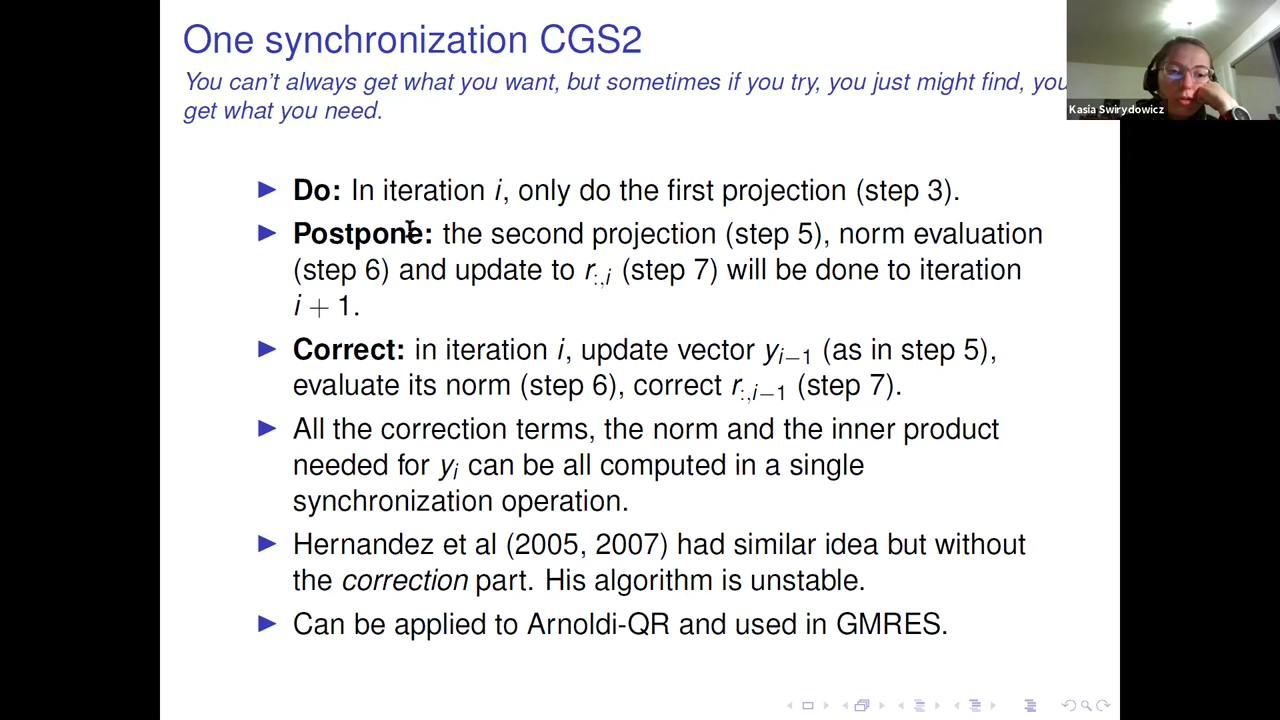 One synchronization CGS2
You can't always get what you want, but sometimes if you try, you just might find, you
get what you need.
Kasia Swirydowicz
▶ Do: In iteration i, only do the first projection (step 3).
▶ Postpone: the second projection (step 5), norm evaluation
(step 6) and update to r:,i (step 7) will be done to iteration
i + 1.
▶ Correct: in iteration i, update vector yi−1 (as in step 5),
evaluate its norm (step 6), correct r:,i−1 (step 7).
▶ All the correction terms, the norm and the inner product
needed for yi can be all computed in a single
synchronization operation.
▶ Hernandez et al (2005, 2007) had similar idea but without
the correction part. His algorithm is unstable.
▶ Can be applied to Arnoldi-QR and used in GMRES.